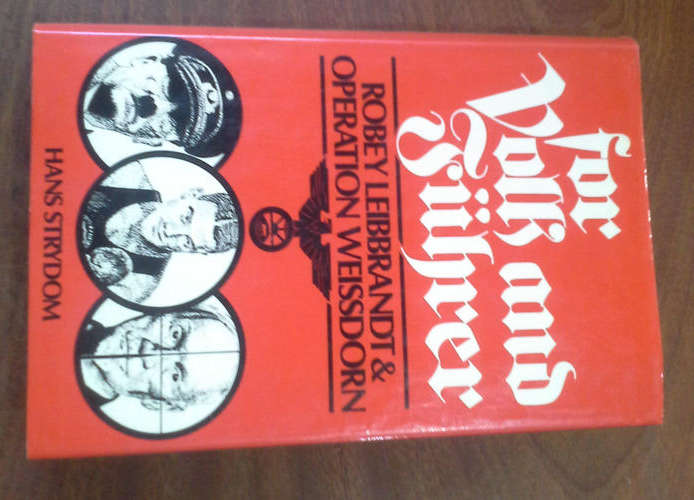 for
Volk and
Führer
ROBEY LEIBBRANDT &
OPERATION WEISSDORN
HANS STRYDOM